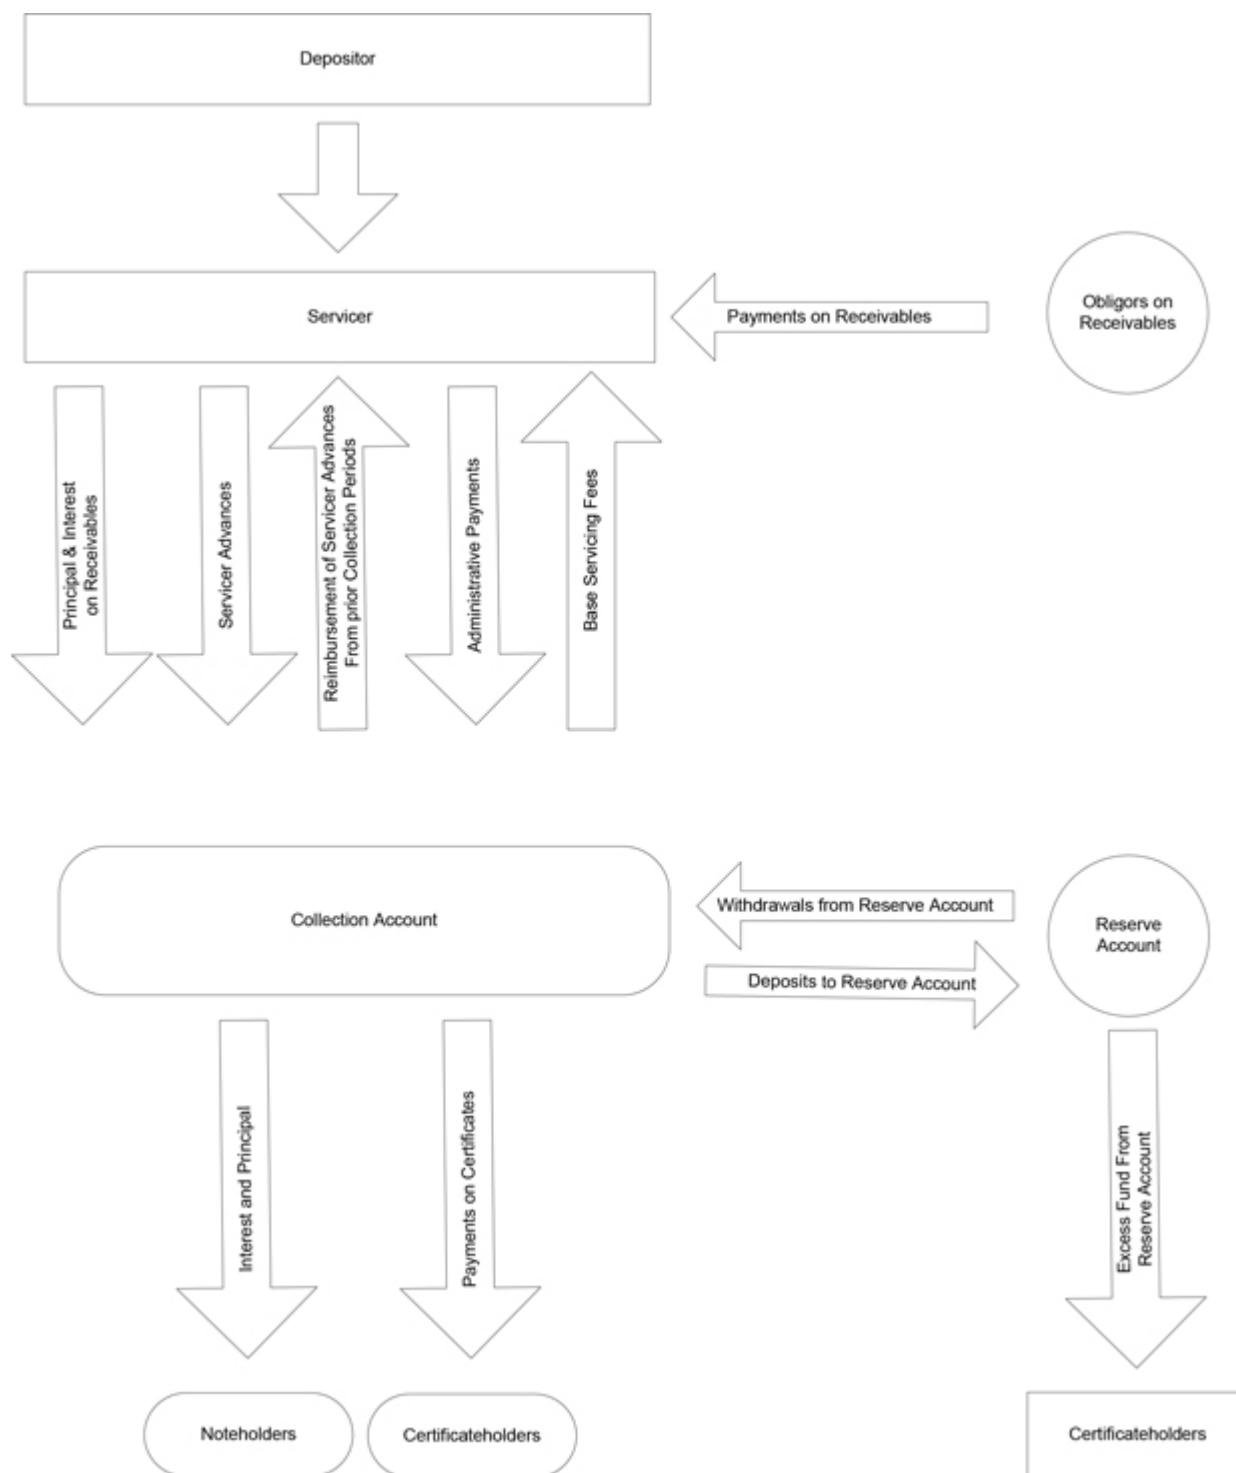 Depositor
Servicer
Payments on Receivables
Obligors on
Receivables
Principal & Interest
on Receivables
Servicer Advances
Reimbursement of Servicer Advances
From prior Collection Periods
Administrative Payments
Base Servicing Fees
Collection Account
Withdrawals from Reserve Account
Deposits to Reserve Account
Reserve
Account
Interest and Principal
Payments on Certificates
Excess Fund From
Reserve Account
Noteholders
Certificateholders
Certificateholders